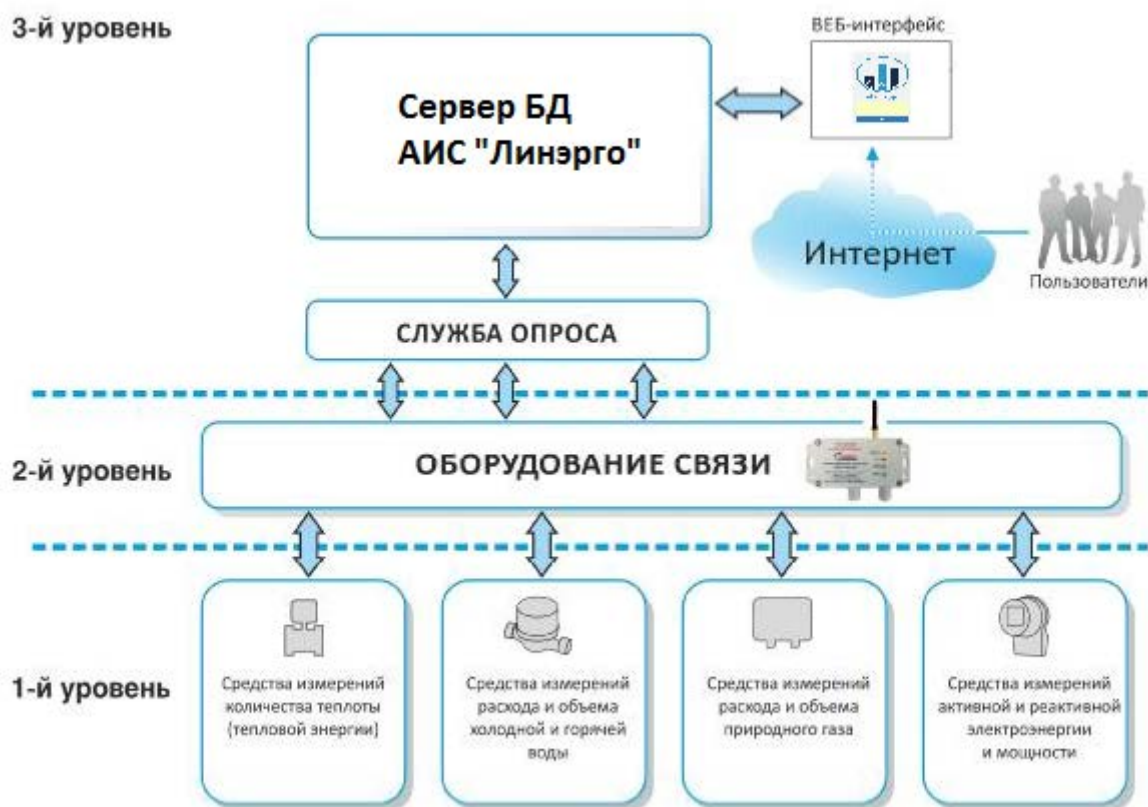 3-й уровень
ВЕБ-интерфейс
Сервер БД
АИС "Линэрго"
Интернет
Пользователи
СЛУЖБА ОПРОСА
2-й уровень
ОБОРУДОВАНИЕ СВЯЗИ
1-й уровень
Средства измерений
количества теплоты
(тепловой энергии)
Средства измерений
расхода и объема
холодной и горячей
воды
Средства измерений
расхода и объема
природного газа
Средства измерений
активной и реактивной
электроэнергии
и мощности